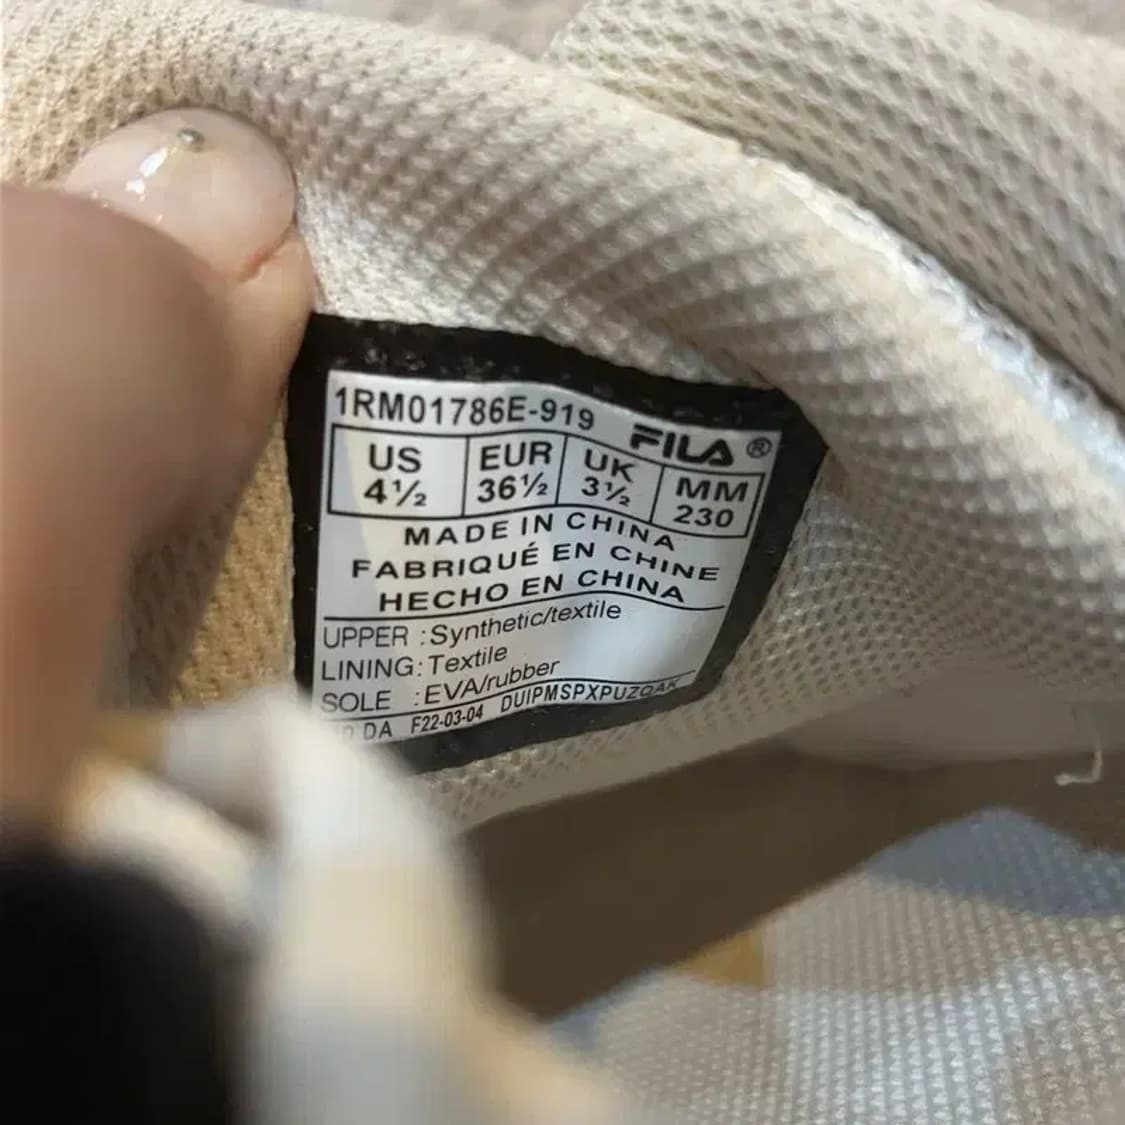 1RM01786E-919
FILA®
US EUR UK MM
4½ 36½ 3½ 230
MADE IN CHINA
FABRIQUÉ EN CHINE
HECHO EN CHINA
UPPER :Synthetic/textile
LINING:Textile
SOLE :EVA/rubber
DA F22-03-04 DUIPMSPXPUZQAK